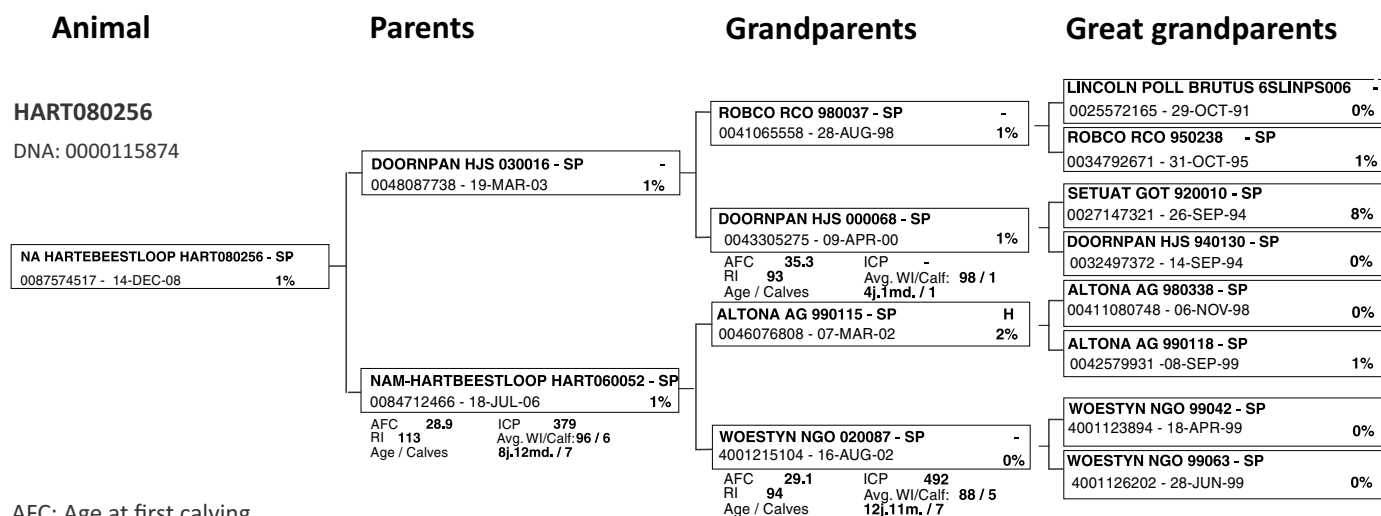 Animal
Parents
Grandparents
Great grandparents
HART080256
DNA: 0000115874
NA HARTEBEESTLOOP HART080256 - SP
0087574517 - 14-DEC-08 1%
DOORNPAN HJS 030016 - SP -
0048087738 - 19-MAR-03 1%
NAM-HARTBEESTLOOP HART060052 - SP
0084712466 - 18-JUL-06 1%
AFC 28.9 ICP 379
RI 113 Avg. WI/Calf: 96 / 6
Age / Calves 8j.12md. / 7
ROBCO RCO 980037 - SP -
0041065558 - 28-AUG-98 1%
DOORNPAN HJS 000068 - SP
0043305275 - 09-APR-00 1%
AFC 35.3 ICP -
RI 93 Avg. WI/Calf: 98 / 1
Age / Calves 4j.1md. / 1
ALTONA AG 990115 - SP H
0046076808 - 07-MAR-02 2%
WOESTYN NGO 020087 - SP -
4001215104 - 16-AUG-02 0%
AFC 29.1 ICP 492
RI 94 Avg. WI/Calf: 88 / 5
Age / Calves 12j.11m. / 7
LINCOLN POLL BRUTUS 6SLINPS006 -
0025572165 - 29-OCT-91 0%
ROBCO RCO 950238 - SP
0034792671 - 31-OCT-95 1%
SETUAT GOT 920010 - SP
0027147321 - 26-SEP-94 8%
DOORNPAN HJS 940130 - SP
0032497372 - 14-SEP-94 0%
ALTONA AG 980338 - SP
00411080748 - 06-NOV-98 0%
ALTONA AG 990118 - SP
0042579931 -08-SEP-99 1%
WOESTYN NGO 99042 - SP
4001123894 - 18-APR-99 0%
WOESTYN NGO 99063 - SP
4001126202 - 28-JUN-99 0%
AFC: Age at first calving